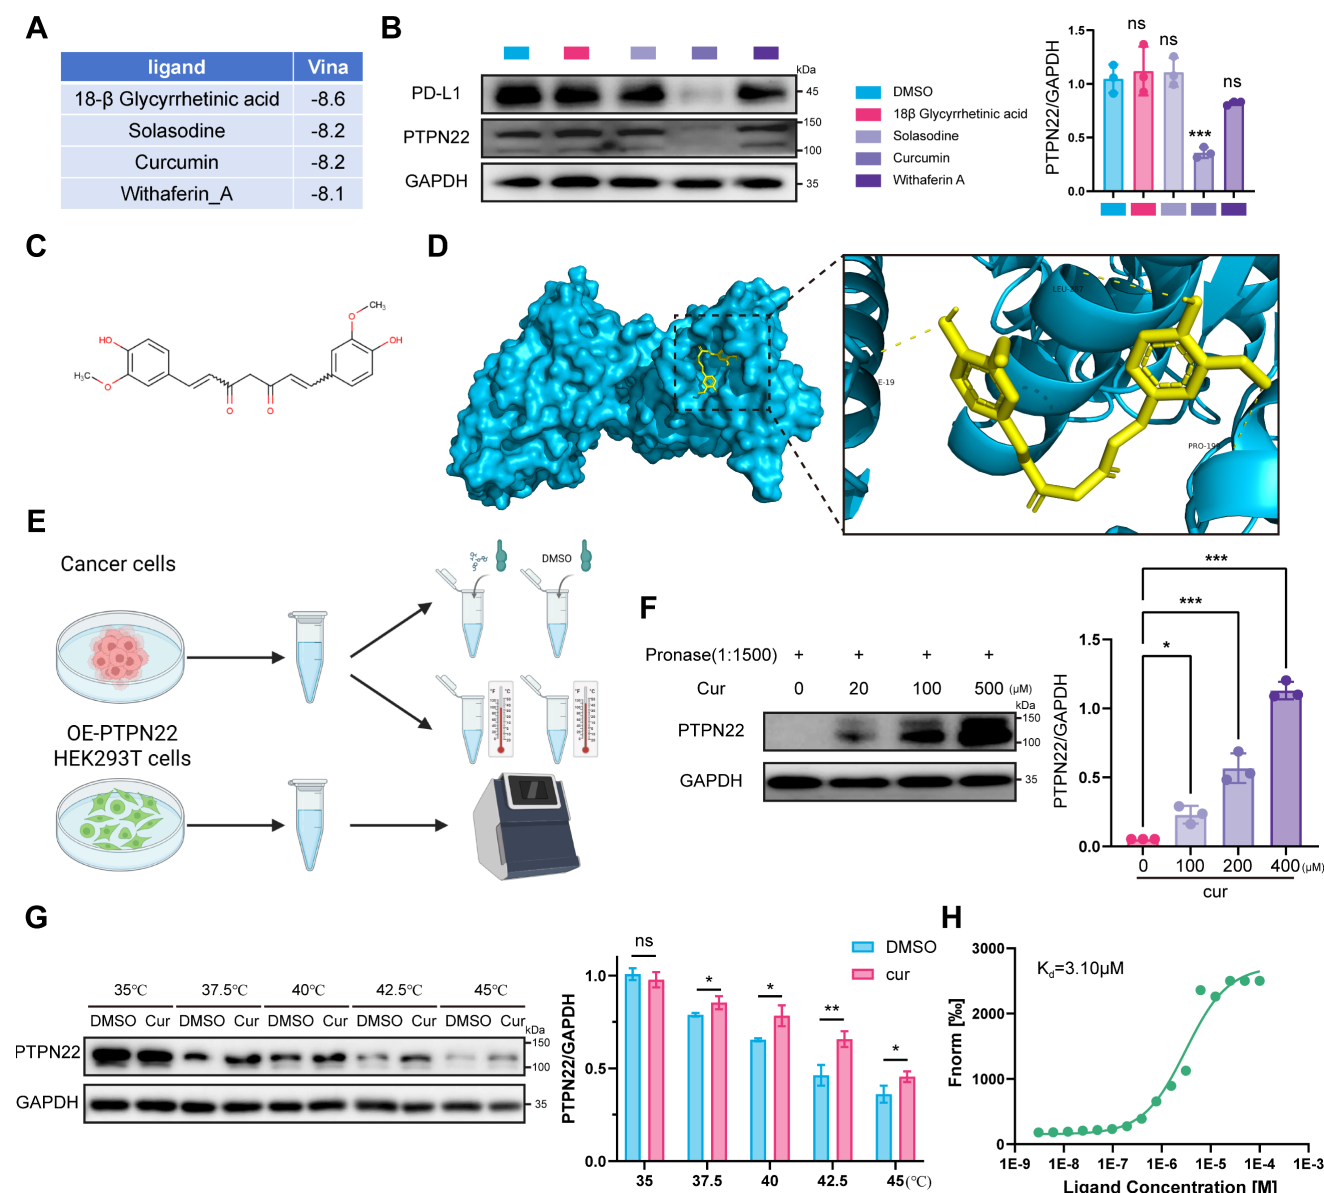 A
ligand Vina
18-β Glycyrrhetinic acid -8.6
Solasodine -8.2
Curcumin -8.2
Withaferin_A -8.1
B
kDa
PD-L1 45
PTPN22 150
100
GAPDH 35
DMSO
18β Glycyrrhetinic acid
Solasodine
Curcumin
Withaferin A
PTPN22/GAPDH
1.5
1.0
0.5
0.0
ns
ns
***
ns
C
HO
H₃C
O
O
O
O
CH₃
OH
D
LEU-287
E-19
PRO-194
E
Cancer cells
DMSO
°F °C
°F °C
OE-PTPN22
HEK293T cells
F
Pronase(1:1500) + + + +
Cur 0 20 100 500 (μM)
kDa
PTPN22 150
100
GAPDH 35
***
***
*
PTPN22/GAPDH
1.5
1.0
0.5
0.0
0 100 200 400 (μM)
cur
G
35℃ 37.5℃ 40℃ 42.5℃ 45℃
DMSO Cur DMSO Cur DMSO Cur DMSO Cur DMSO Cur
kDa
PTPN22 150
100
GAPDH 35
DMSO
cur
ns * * ** *
PTPN22/GAPDH
1.0
0.5
0.0
35 37.5 40 42.5 45(℃)
H
Kd=3.10μM
Fnorm [‰]
3000
2000
1000
0
1E-9 1E-8 1E-7 1E-6 1E-5 1E-4 1E-3
Ligand Concentration [M]